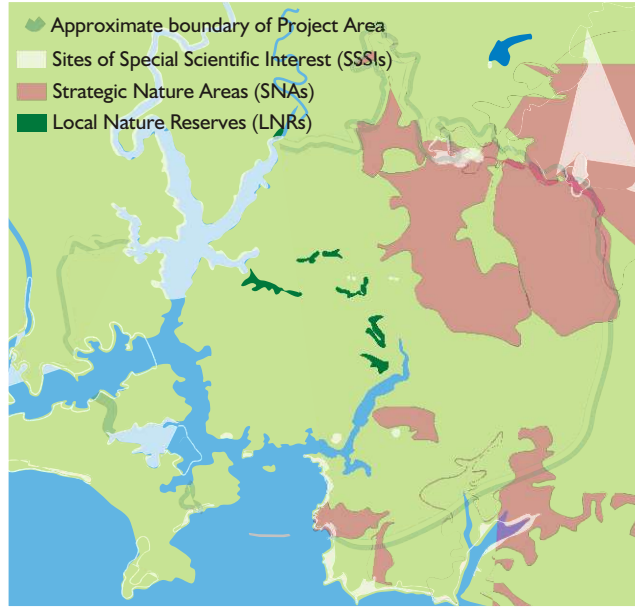 Approximate boundary of Project Area
Sites of Special Scientific Interest (SSSIs)
Strategic Nature Areas (SNAs)
Local Nature Reserves (LNRs)